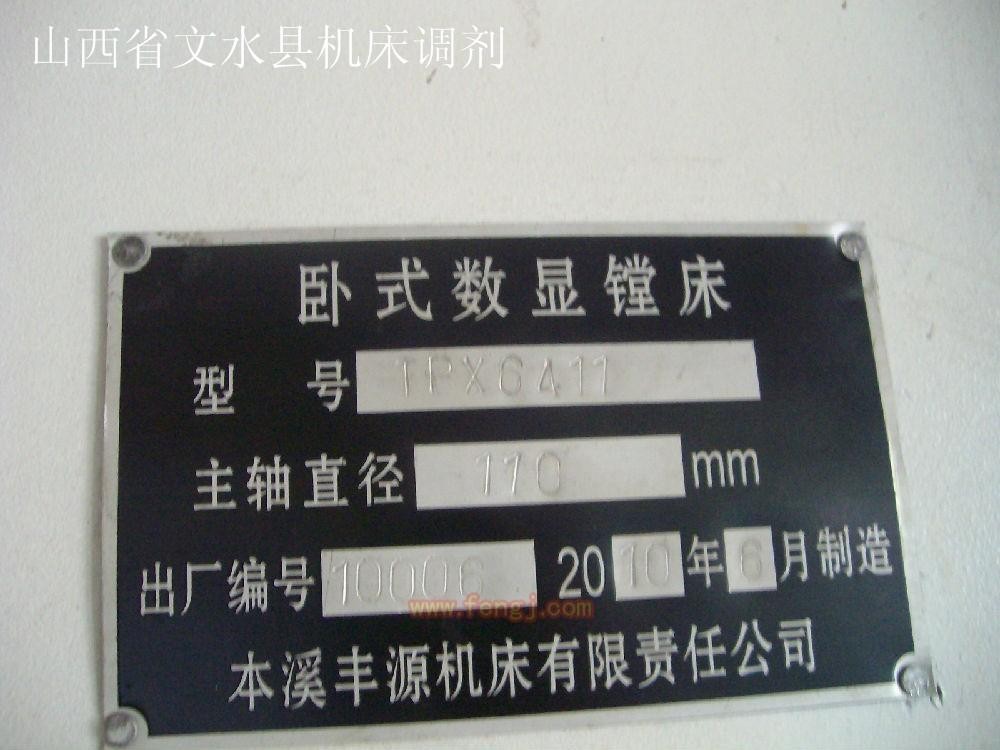 山西省文水县机床调剂
卧式数显镗床
型 号 TPX6411
主轴直径 110 mm
出厂编号 10006 2010年6月制造
www.fengj.com
本溪丰源机床有限责任公司